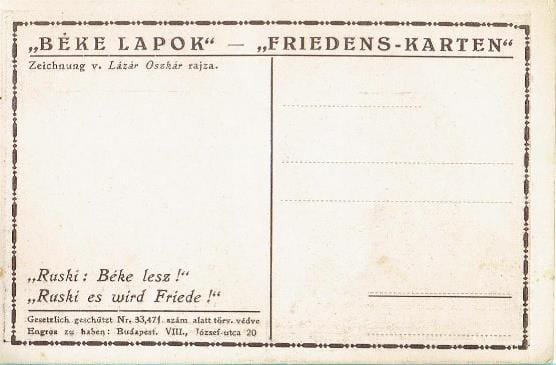 „BÉKE LAPOK“ — „FRIEDENS-KARTEN“
Zeichnung v. Lázár Oszkár rajza.
„Ruski: Béke lesz!“
„Ruski es wird Friede!“
Gesetzlich geschützt Nr. 33,471. szám alatt törv. védve
Engros zu haben: Budapest. VIII., József-utca 20